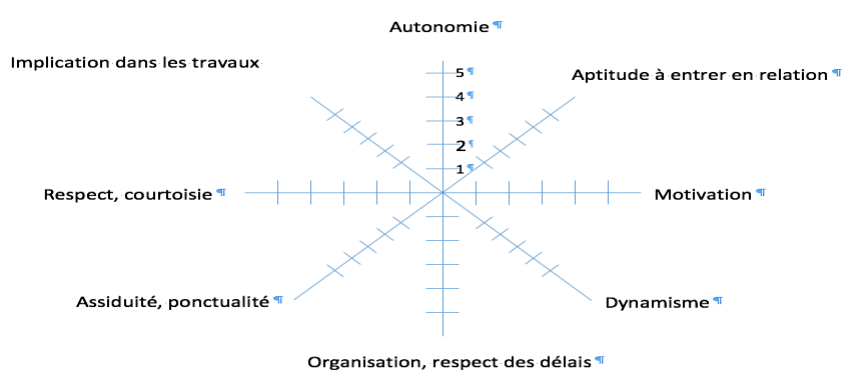 Autonomie ¶
Implication dans les travaux
Aptitude à entrer en relation ¶
5 ¶
4 ¶
3 ¶
2 ¶
1 ¶
Respect, courtoisie ¶
Motivation ¶
Assiduité, ponctualité ¶
Dynamisme ¶
Organisation, respect des délais ¶